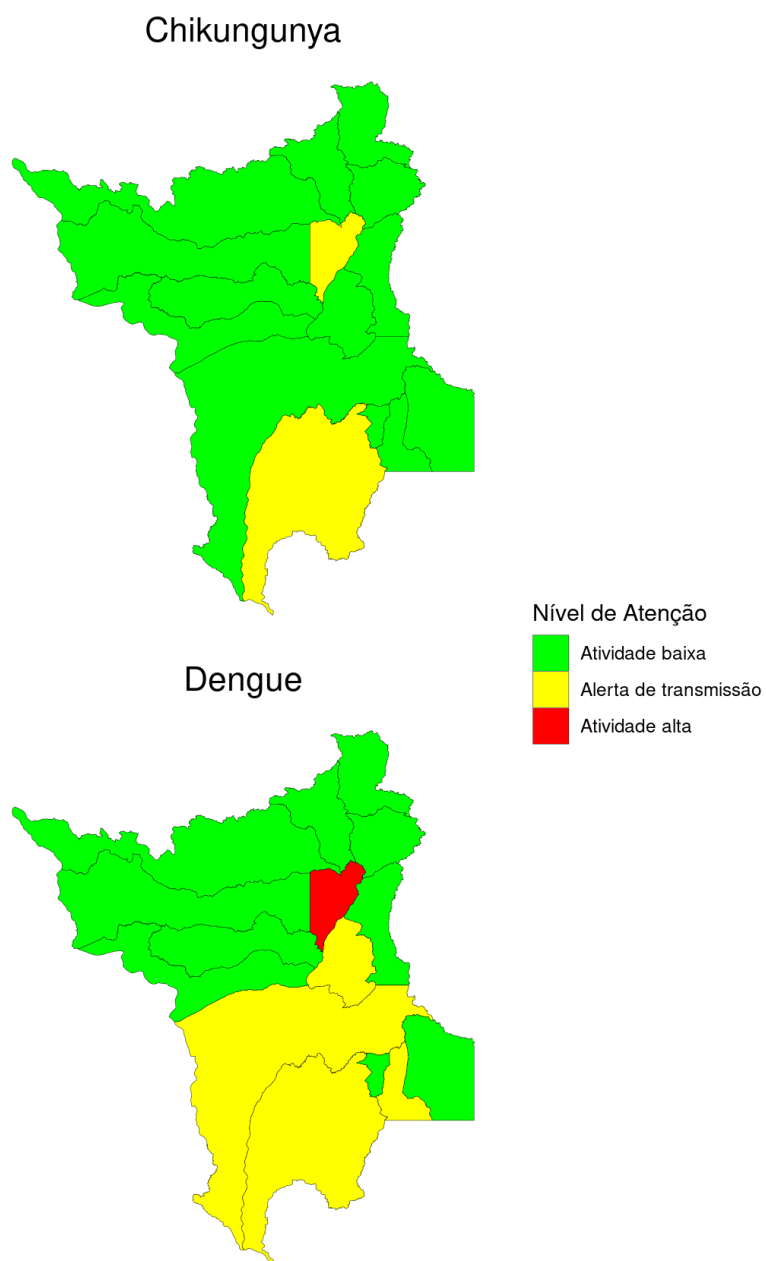 Chikungunya
Nível de Atenção
Atividade baixa
Alerta de transmissão
Atividade alta
Dengue